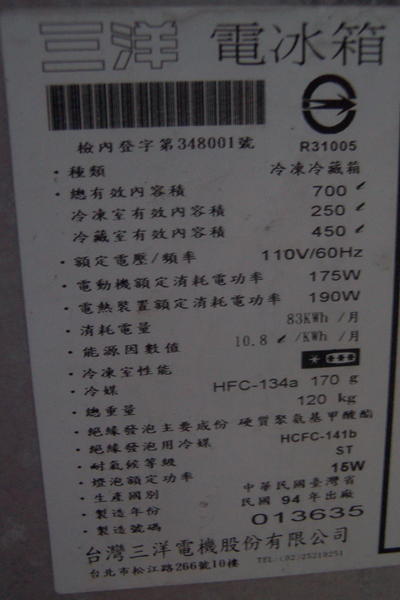 三洋 電冰箱
檢內登字第348001號 R31005
・種類 冷凍冷藏箱
・總有效內容積 700 ℓ
冷凍室有效內容積 250 ℓ
冷藏室有效內容積 450 ℓ
・額定電壓/頻率 110V/60Hz
・電動機額定消耗電功率 175W
・電熱裝置額定消耗電功率 190W
・消耗電量 83KWh /月
・能源因數值 10.8 ℓ /KWh /月
・冷凍室性能 * ***
・冷媒 HFC-134a 170 g
・總重量 120 kg
・絕緣發泡主要成份 硬質聚氨基甲酸酯
・絕緣發泡用冷媒 HCFC-141b
・耐氣候等級 ST
・燈泡額定功率 15W
・生產國別 中華民國臺灣省
・製造年份 民國 94 年出廠
・製造號碼 013635
台灣三洋電機股份有限公司
台北市松江路266號10樓 TEL:(02)25219251